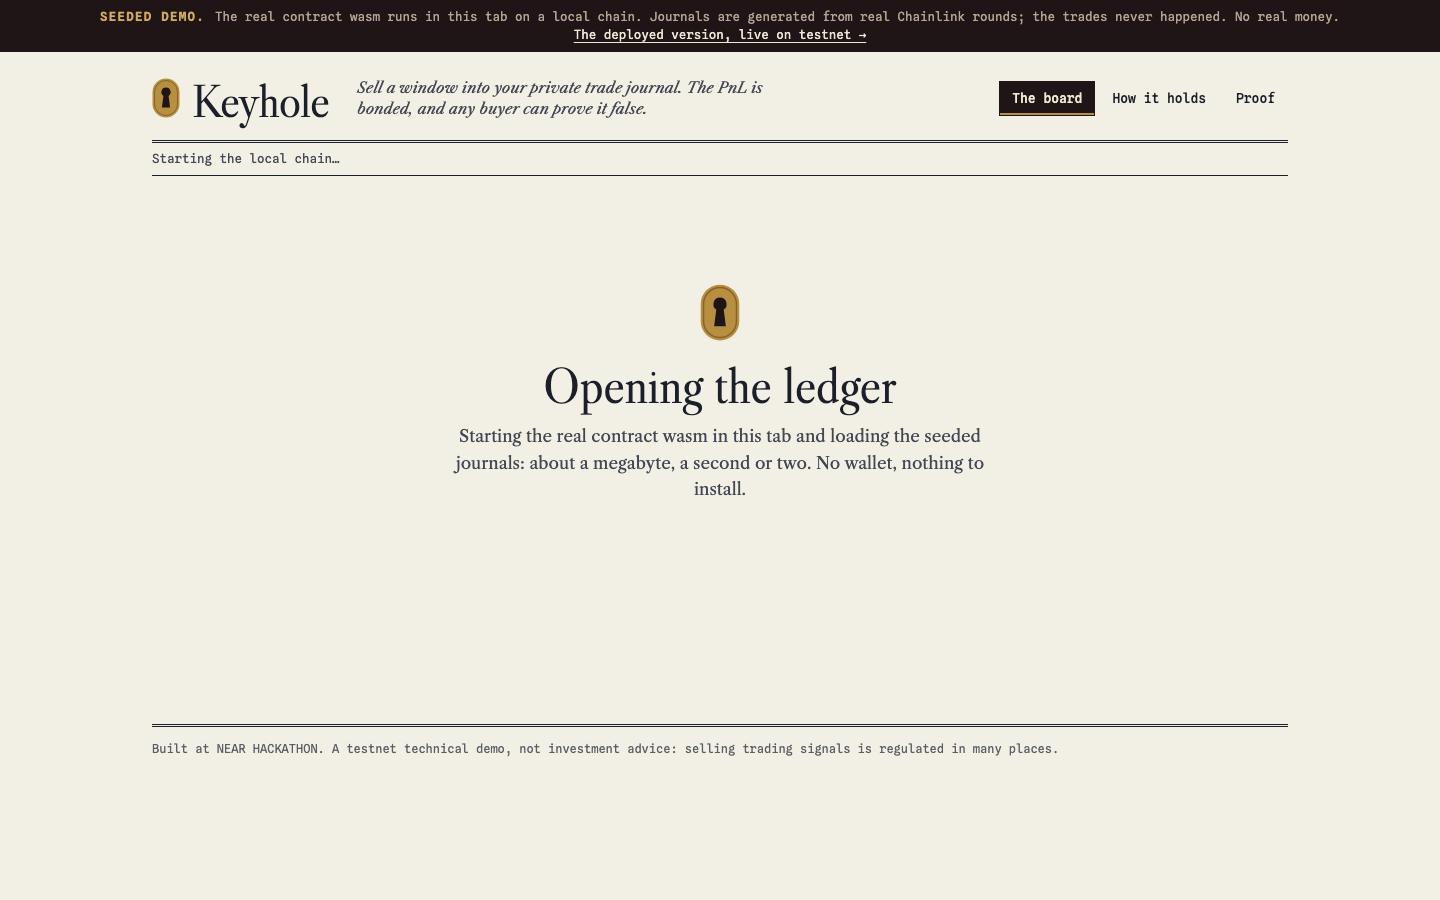 SEEDED DEMO. The real contract wasm runs in this tab on a local chain. Journals are generated from real Chainlink rounds; the trades never happened. No real money.
The deployed version, live on testnet →
Keyhole
Sell a window into your private trade journal. The PnL is
bonded, and any buyer can prove it false.
The board
How it holds
Proof
Starting the local chain…
Opening the ledger
Starting the real contract wasm in this tab and loading the seeded
journals: about a megabyte, a second or two. No wallet, nothing to
install.
Built at NEAR HACKATHON. A testnet technical demo, not investment advice: selling trading signals is regulated in many places.